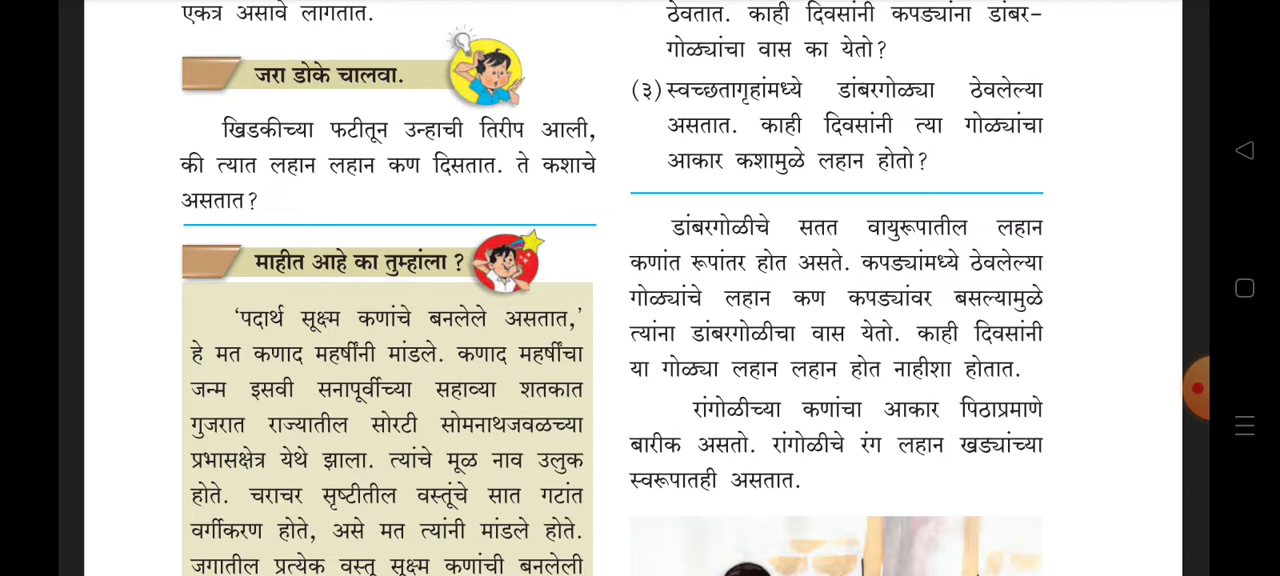 एकत्र असावे लागतात.
जरा डोके चालवा.
खिडकीच्या फटीतून उन्हाची तिरीप आली,
की त्यात लहान लहान कण दिसतात. ते कशाचे
असतात?
माहीत आहे का तुम्हांला ?
‘पदार्थ सूक्ष्म कणांचे बनलेले असतात,’
हे मत कणाद महर्षींनी मांडले. कणाद महर्षींचा
जन्म इसवी सनापूर्वीच्या सहाव्या शतकात
गुजरात राज्यातील सोरटी सोमनाथजवळच्या
प्रभासक्षेत्र येथे झाला. त्यांचे मूळ नाव उलुक
होते. चराचर सृष्टीतील वस्तूंचे सात गटांत
वर्गीकरण होते, असे मत त्यांनी मांडले होते.
जगातील प्रत्येक वस्तू सूक्ष्म कणांची बनलेली
ठेवतात. काही दिवसांनी कपड्यांना डांबर-
गोळ्यांचा वास का येतो?
(३) स्वच्छतागृहांमध्ये डांबरगोळ्या ठेवलेल्या
असतात. काही दिवसांनी त्या गोळ्यांचा
आकार कशामुळे लहान होतो?
डांबरगोळीचे सतत वायुरूपातील लहान
कणांत रूपांतर होत असते. कपड्यांमध्ये ठेवलेल्या
गोळ्यांचे लहान कण कपड्यांवर बसल्यामुळे
त्यांना डांबरगोळीचा वास येतो. काही दिवसांनी
या गोळ्या लहान लहान होत नाहीशा होतात.
रांगोळीच्या कणांचा आकार पिठाप्रमाणे
बारीक असतो. रांगोळीचे रंग लहान खड्यांच्या
स्वरूपातही असतात.